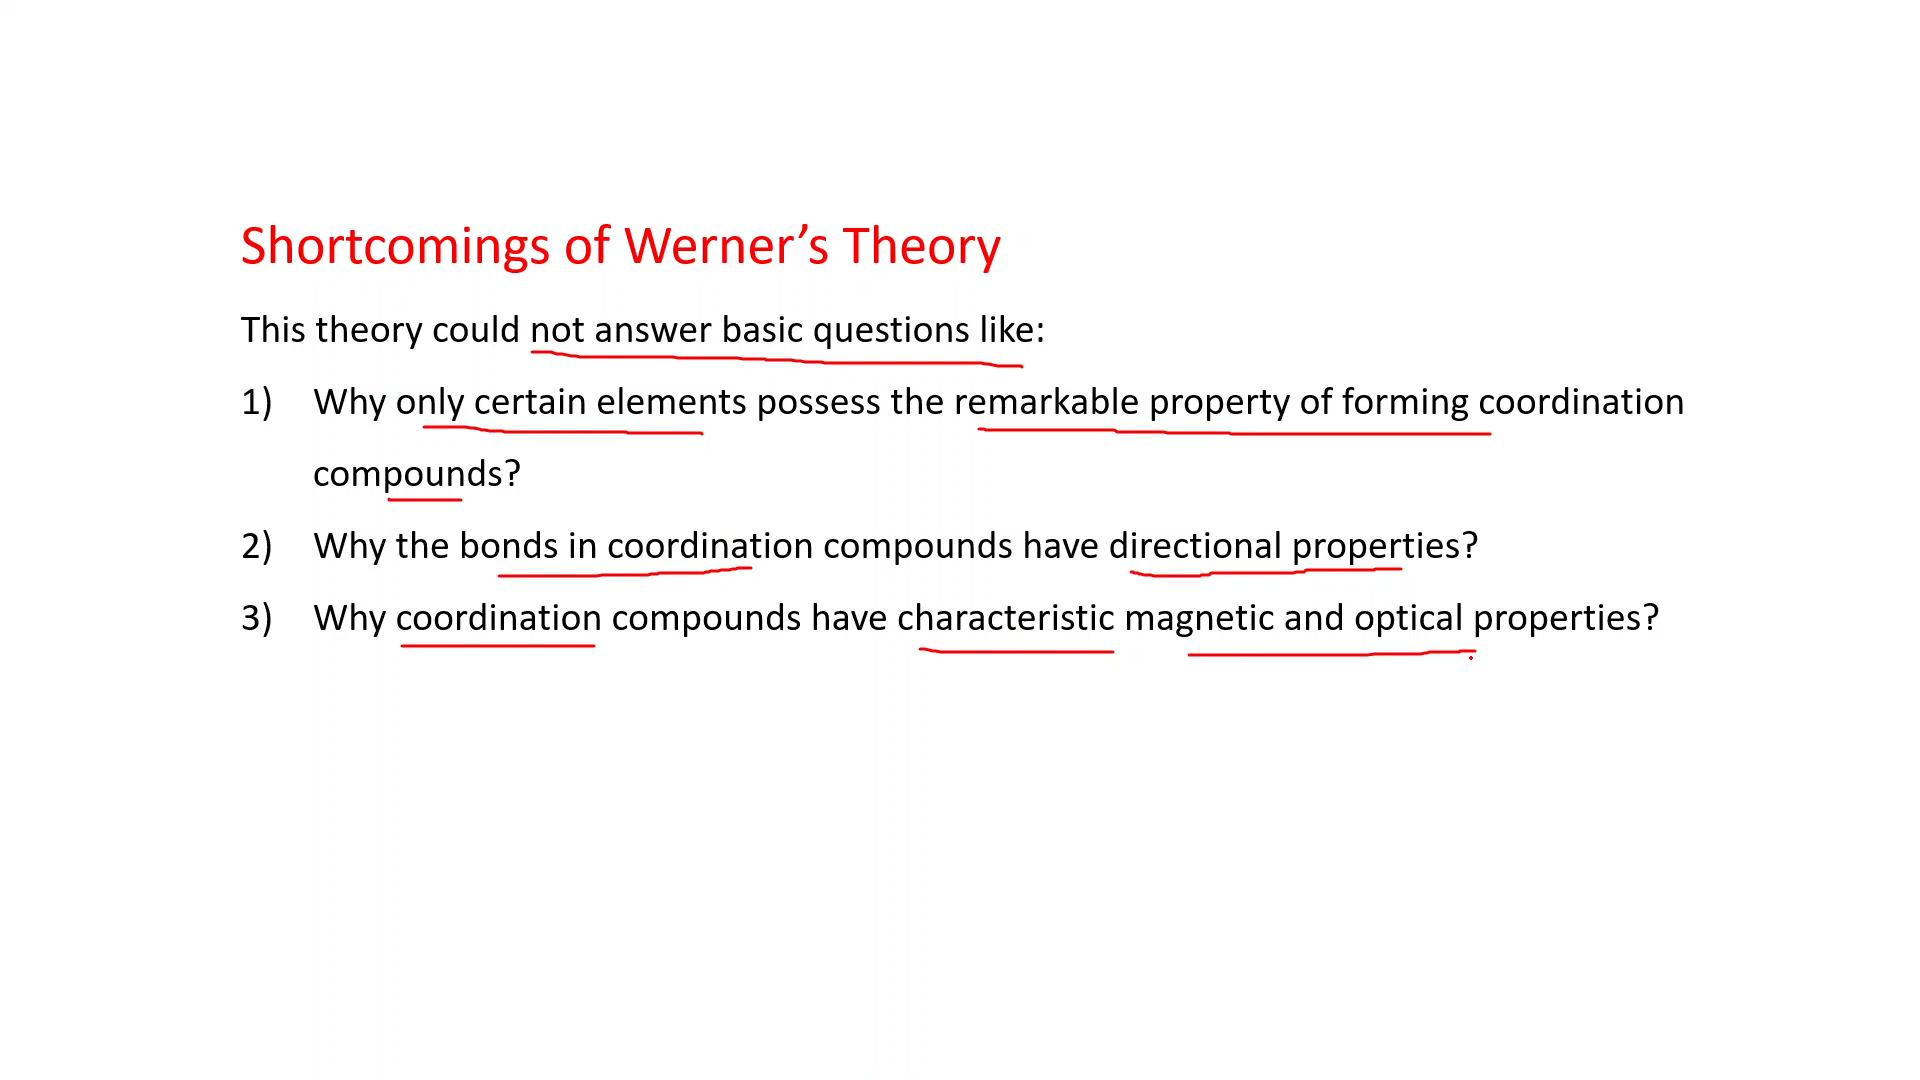 Shortcomings of Werner’s Theory
This theory could not answer basic questions like:
1) Why only certain elements possess the remarkable property of forming coordination
compounds?
2) Why the bonds in coordination compounds have directional properties?
3) Why coordination compounds have characteristic magnetic and optical properties?